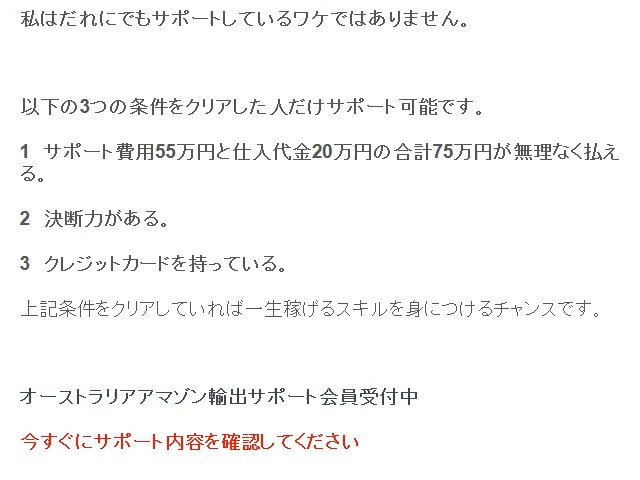 私はだれにでもサポートしているワケではありません。
以下の3つの条件をクリアした人だけサポート可能です。
1　サポート費用55万円と仕入代金20万円の合計75万円が無理なく払え
る。
2　決断力がある。
3　クレジットカードを持っている。
上記条件をクリアしていれば一生稼げるスキルを身につけるチャンスです。
オーストラリアアマゾン輸出サポート会員受付中
今すぐにサポート内容を確認してください